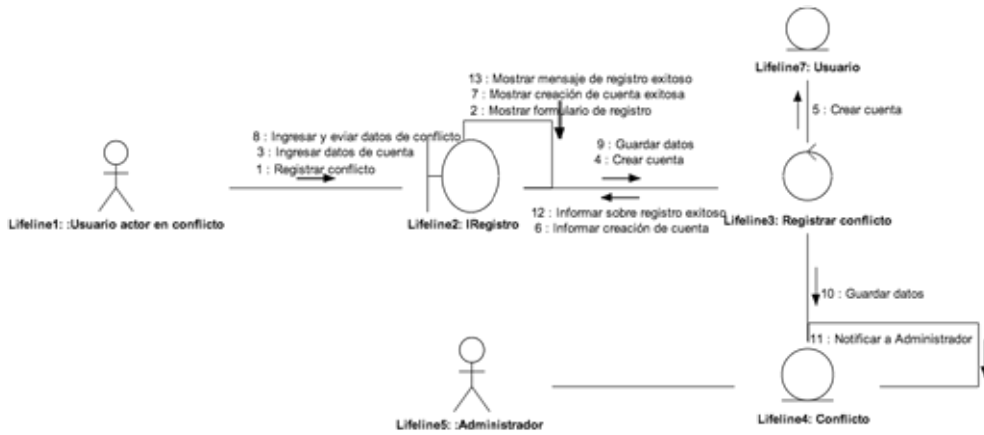 Lifeline7: Usuario
5 : Crear cuenta
13 : Mostrar mensaje de registro exitoso
7 : Mostrar creación de cuenta exitosa
2 : Mostrar formulario de registro
8 : Ingresar y eviar datos de conflicto
3 : Ingresar datos de cuenta
1 : Registrar conflicto
9 : Guardar datos
4 : Crear cuenta
Lifeline1: :Usuario actor en conflicto
Lifeline2: IRegistro
12 : Informar sobre registro exitoso
6 : Informar creación de cuenta
Lifeline3: Registrar conflicto
10 : Guardar datos
11 : Notificar a Administrador
Lifeline5: :Administrador
Lifeline4: Conflicto